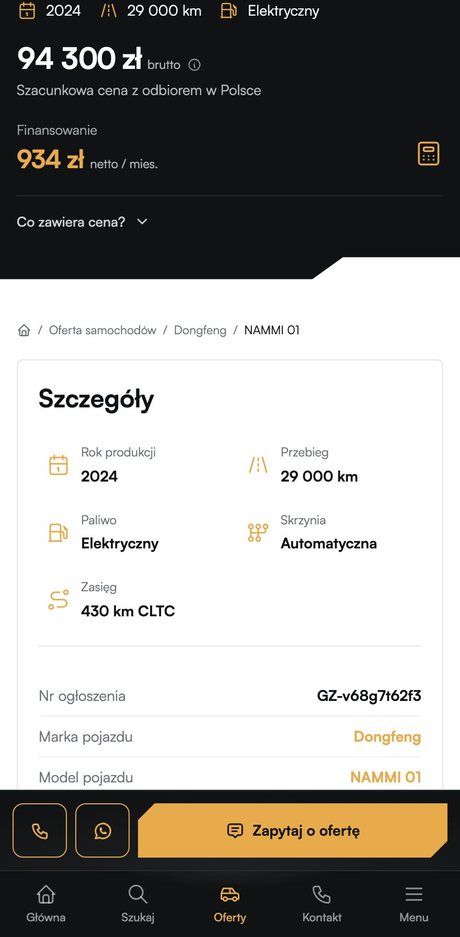 2024 29 000 km Elektryczny
94 300 zł brutto
Szacunkowa cena z odbiorem w Polsce
Finansowanie
934 zł netto / mies.
Co zawiera cena?
/ Oferta samochodów / Dongfeng / NAMMI 01
Szczegóły
Rok produkcji
2024
Przebieg
29 000 km
Paliwo
Elektryczny
Skrzynia
Automatyczna
Zasięg
430 km CLTC
Nr ogłoszenia GZ-v68g7t62f3
Marka pojazdu Dongfeng
Model pojazdu NAMMI 01
Zapytaj o ofertę
Główna Szukaj Oferty Kontakt Menu